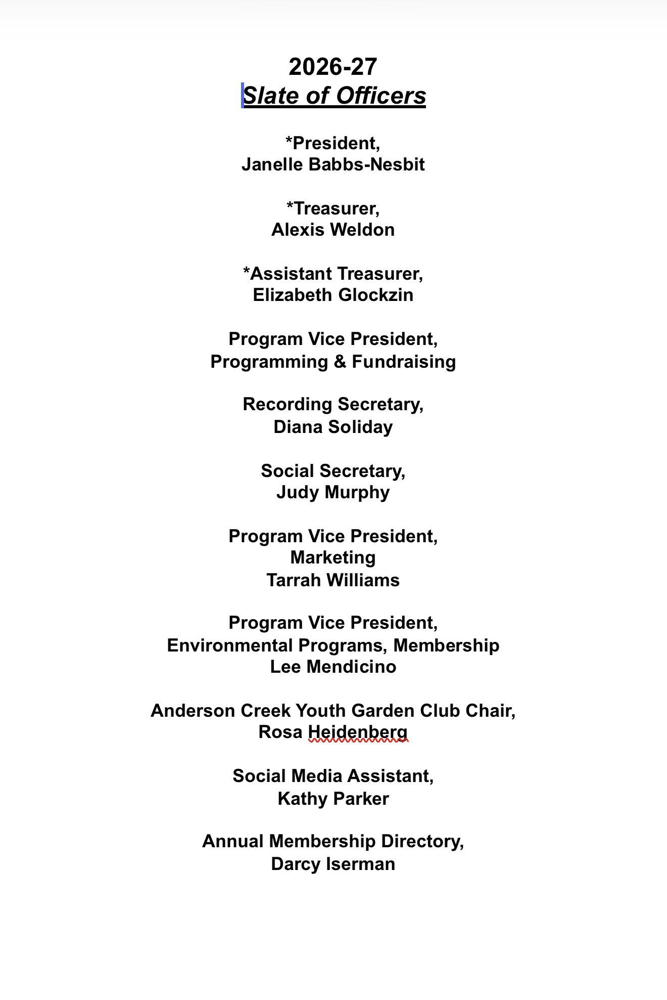 2026-27
Slate of Officers
*President,
Janelle Babbs-Nesbit
*Treasurer,
Alexis Weldon
*Assistant Treasurer,
Elizabeth Glockzin
Program Vice President,
Programming & Fundraising
Recording Secretary,
Diana Soliday
Social Secretary,
Judy Murphy
Program Vice President,
Marketing
Tarrah Williams
Program Vice President,
Environmental Programs, Membership
Lee Mendicino
Anderson Creek Youth Garden Club Chair,
Rosa Heidenberg
Social Media Assistant,
Kathy Parker
Annual Membership Directory,
Darcy Iserman